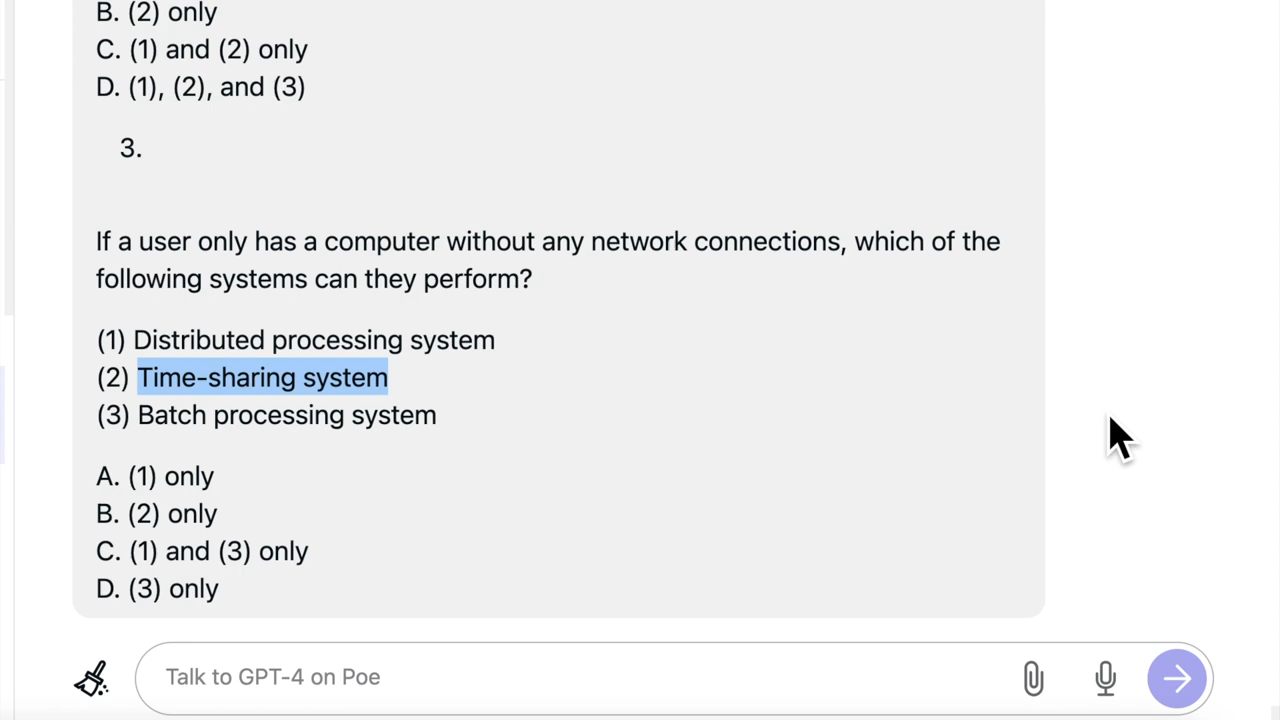 B. (2) only
C. (1) and (2) only
D. (1), (2), and (3)
3.
If a user only has a computer without any network connections, which of the
following systems can they perform?
(1) Distributed processing system
(2) Time-sharing system
(3) Batch processing system
A. (1) only
B. (2) only
C. (1) and (3) only
D. (3) only
Talk to GPT-4 on Poe